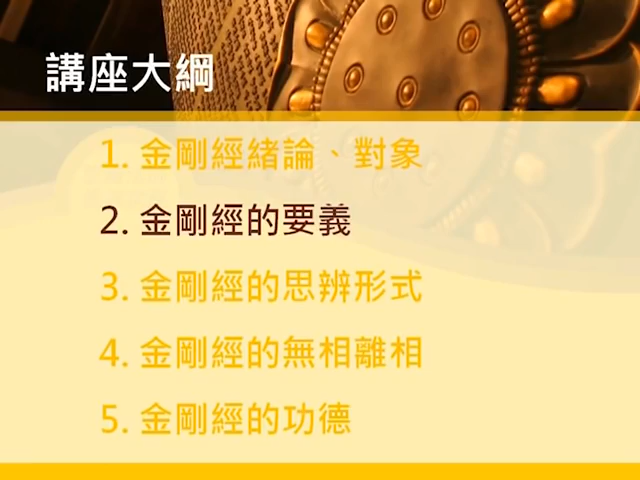 講座大綱
1. 金剛經緒論、對象
2. 金剛經的要義
3. 金剛經的思辨形式
4. 金剛經的無相離相
5. 金剛經的功德